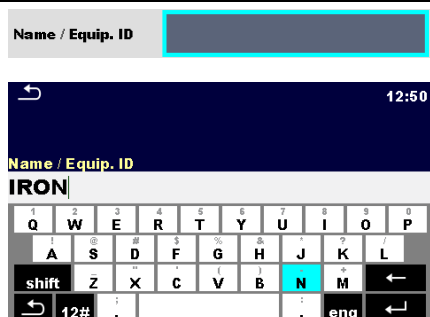 Name / Equip. ID
12:50
Name / Equip. ID
IRON
1 2 3 4 5 6 7 8 9 0
Q W E R T Y U I O P
! @ # $ % & * ? /
A S D F G H J K L
shift Z X C V B N M
12# . eng